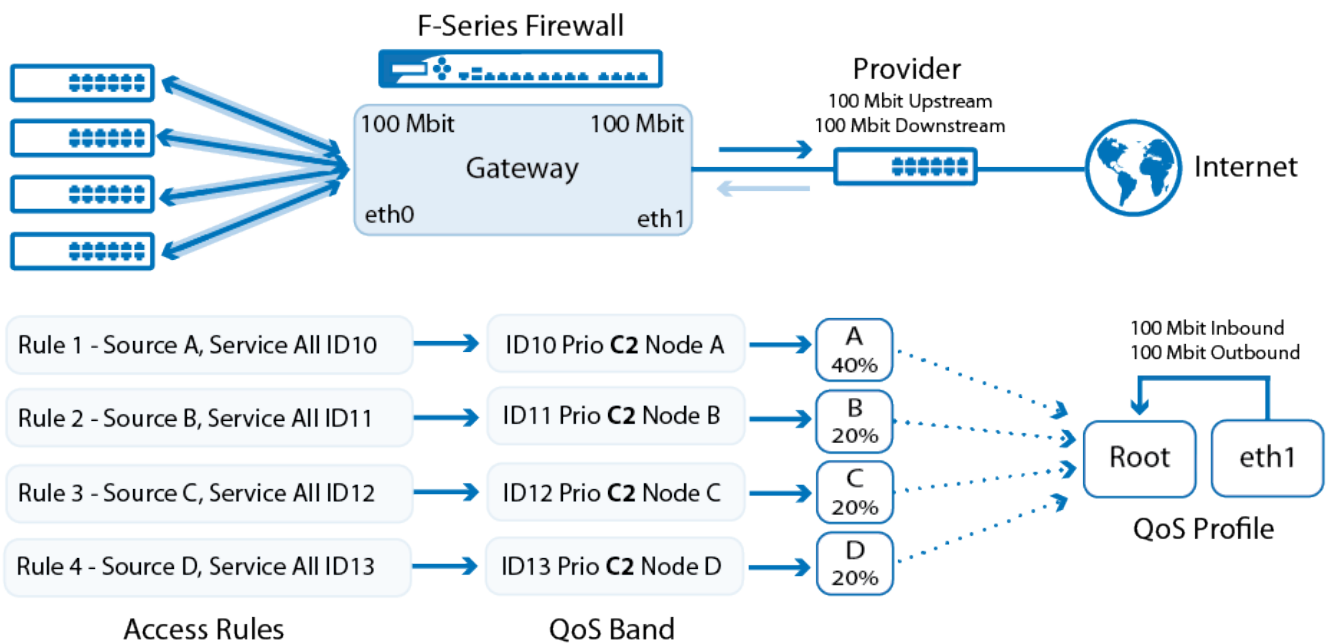 F-Series Firewall
Provider
100 Mbit Upstream
100 Mbit Downstream
100 Mbit
100 Mbit
Gateway
eth0
eth1
Internet
Rule 1 - Source A, Service All ID10
ID10 Prio C2 Node A
A
40%
Rule 2 - Source B, Service All ID11
ID11 Prio C2 Node B
B
20%
Rule 3 - Source C, Service All ID12
ID12 Prio C2 Node C
C
20%
Rule 4 - Source D, Service All ID13
ID13 Prio C2 Node D
D
20%
100 Mbit Inbound
100 Mbit Outbound
Root
eth1
QoS Profile
Access Rules
QoS Band